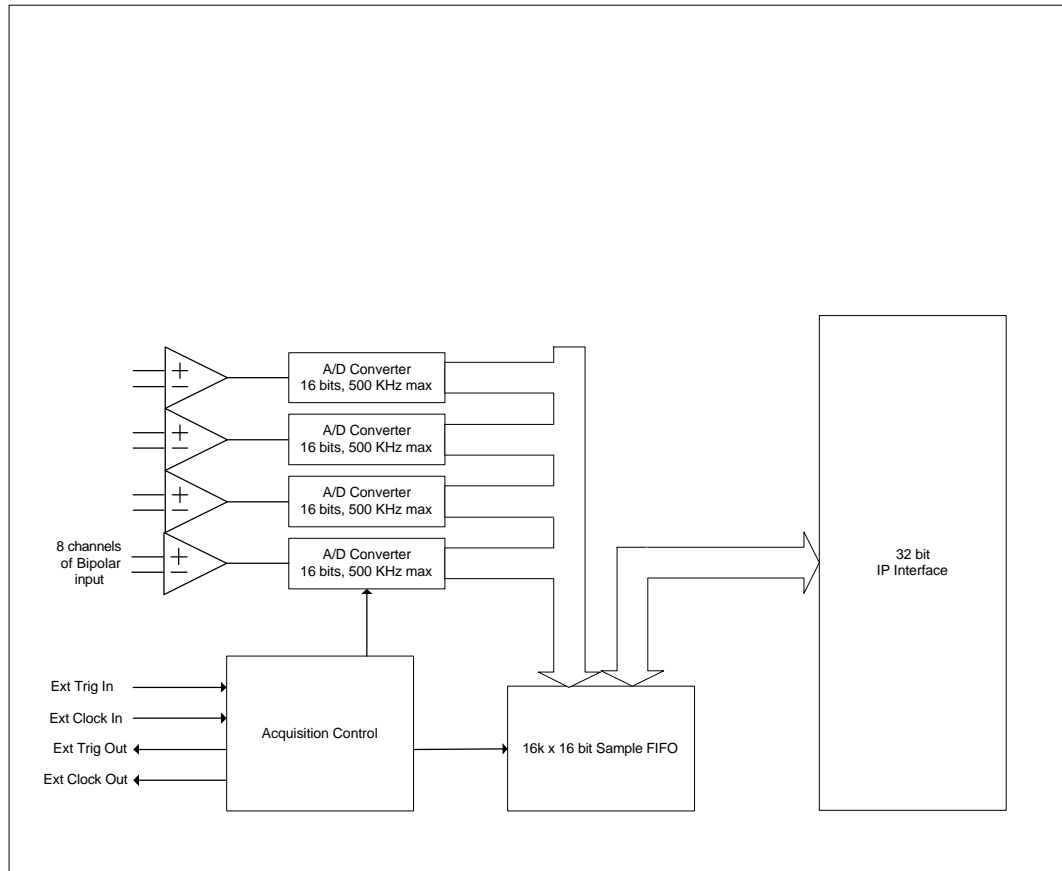 +
−
A/D Converter
16 bits, 500 KHz max
+
−
A/D Converter
16 bits, 500 KHz max
+
−
A/D Converter
16 bits, 500 KHz max
8 channels
of Bipolar
input
+
−
A/D Converter
16 bits, 500 KHz max
32 bit
IP Interface
Ext Trig In
Ext Clock In
Ext Trig Out
Ext Clock Out
Acquisition Control
16k x 16 bit Sample FIFO